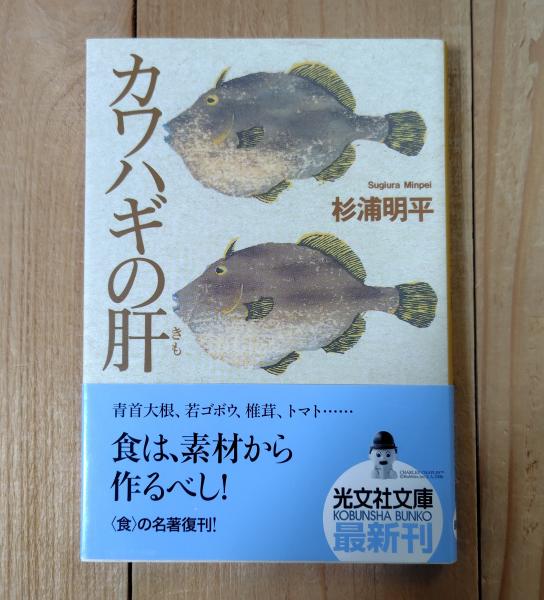 カワハギの肝
きも
Sugiura Minpei
杉浦明平
青首大根、若ゴボウ、椎茸、トマト……
食は、素材から
作るべし!
〈食〉の名著復刊!
CHARLEY CHAPLIN™
光文社文庫
KOBUNSHA BUNKO
最新刊